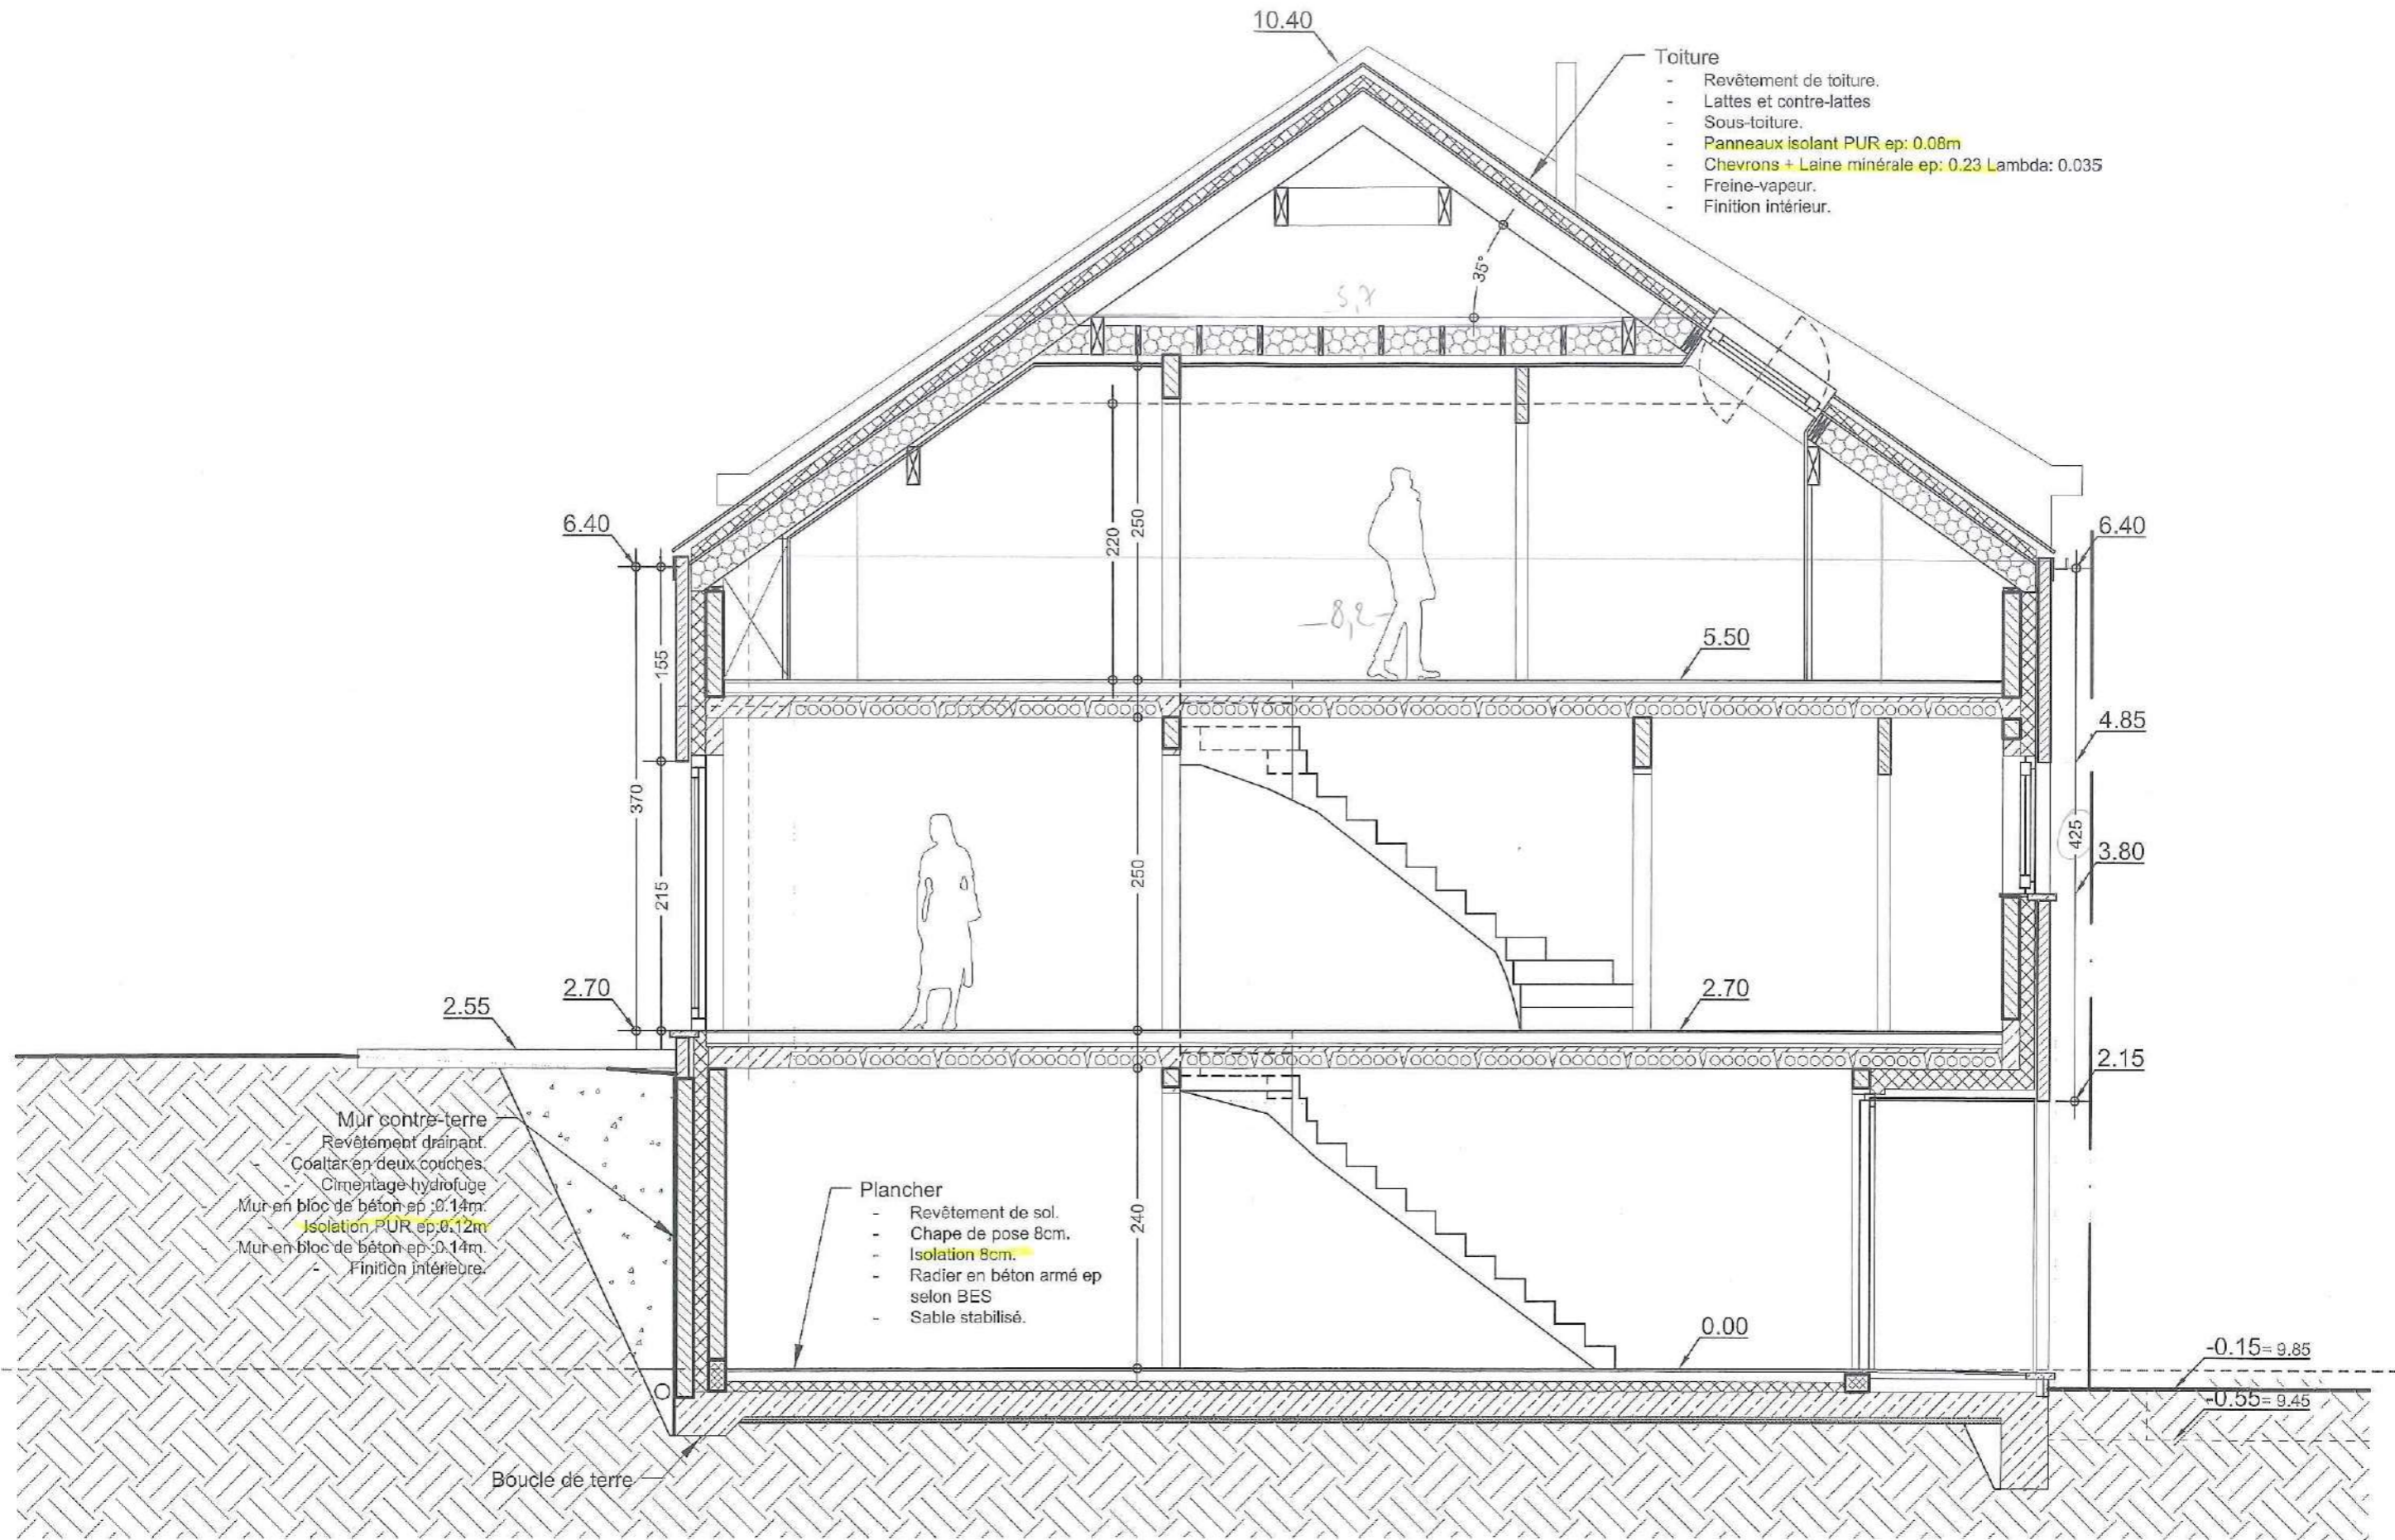 10.40
Toiture
- Revêtement de toiture.
- Lattes et contre-lattes
- Sous-toiture.
- Panneaux isolant PUR ep: 0.08m
- Chevrons + Laine minérale ep: 0.23 Lambda: 0.035
- Freine-vapeur.
- Finition intérieur.
35°
5,7
6.40
6.40
220
250
155
8,2
5.50
4.85
370
215
250
425
3.80
2.70
2.70
2.55
2.15
Mur contre-terre
- Revêtement drainant.
- Coaltar en deux couches.
- Cimentage hydrofuge
- Mur en bloc de béton ep :0.14m.
- Isolation PUR ep:0.12m
- Mur en bloc de béton ep :0.14m.
- Finition intérieure.
Plancher
- Revêtement de sol.
- Chape de pose 8cm.
- Isolation 8cm.
- Radier en béton armé ep
selon BES
- Sable stabilisé.
240
0.00
-0.15= 9.85
-0.55= 9.45
Boucle de terre